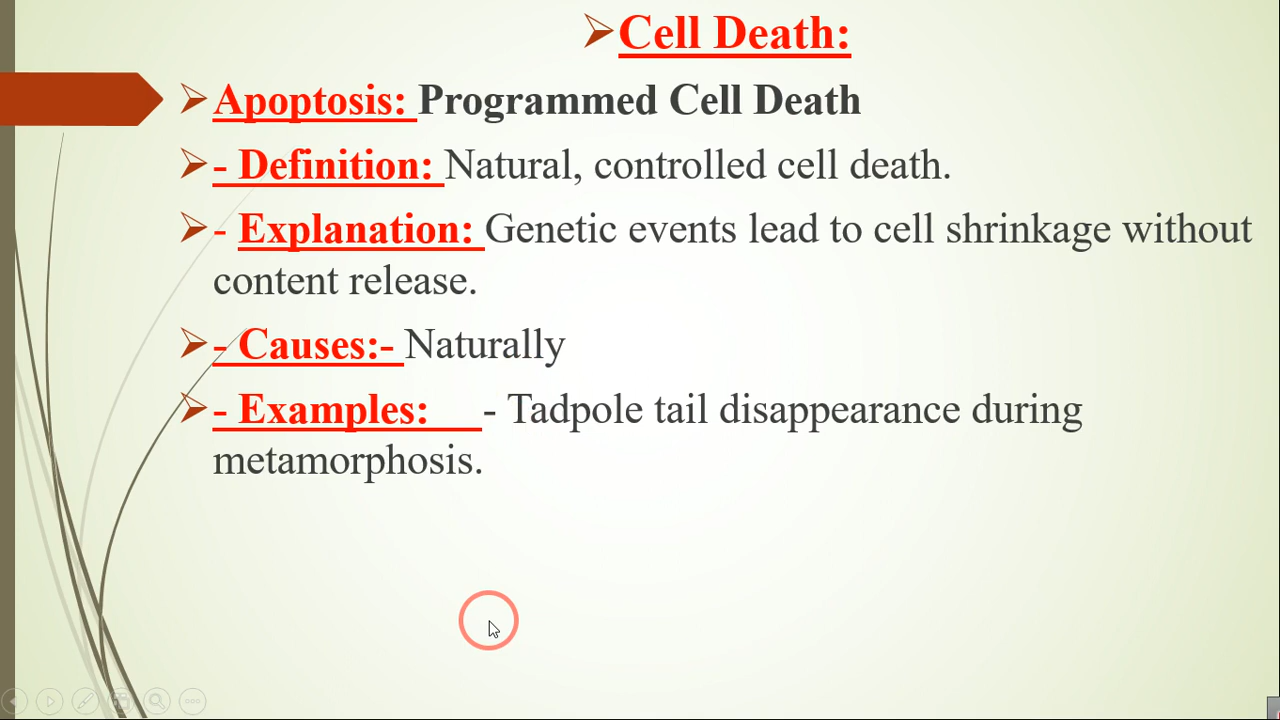 Cell Death:
Apoptosis: Programmed Cell Death
- Definition: Natural, controlled cell death.
- Explanation: Genetic events lead to cell shrinkage without
content release.
- Causes:- Naturally
- Examples: - Tadpole tail disappearance during
metamorphosis.